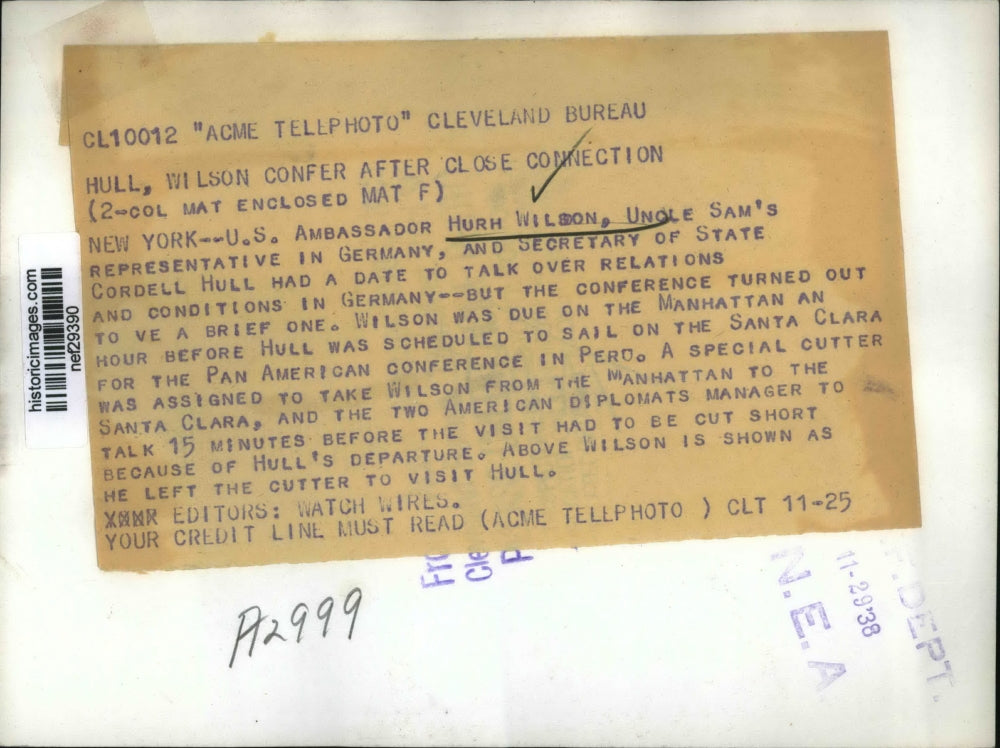 CL10012 "ACME TELEPHOTO" CLEVELAND BUREAU
HULL, WILSON CONFER AFTER CLOSE CONNECTION
(2-COL MAT ENCLOSED MAT F)
NEW YORK--U.S. AMBASSADOR HURH WILSON, UNCLE SAM'S
REPRESENTATIVE IN GERMANY, AND SECRETARY OF STATE
CORDELL HULL HAD A DATE TO TALK OVER RELATIONS
AND CONDITIONS IN GERMANY--BUT THE CONFERENCE TURNED OUT
TO VE A BRIEF ONE. WILSON WAS DUE ON THE MANHATTAN AN
HOUR BEFORE HULL WAS SCHEDULED TO SAIL ON THE SANTA CLARA
FOR THE PAN AMERICAN CONFERENCE IN PERU. A SPECIAL CUTTER
WAS ASSIGNED TO TAKE WILSON FROM THE MANHATTAN TO THE
SANTA CLARA, AND THE TWO AMERICAN DIPLOMATS MANAGER TO
TALK 15 MINUTES BEFORE THE VISIT HAD TO BE CUT SHORT
BECAUSE OF HULL'S DEPARTURE. ABOVE WILSON IS SHOWN AS
HE LEFT THE CUTTER TO VISIT HULL.
EDITORS: WATCH WIRES.
YOUR CREDIT LINE MUST READ (ACME TELEPHOTO ) CLT 11-25
historicimages.com
nef29390
A2999
N.E.A
11-29'38
DEPT.